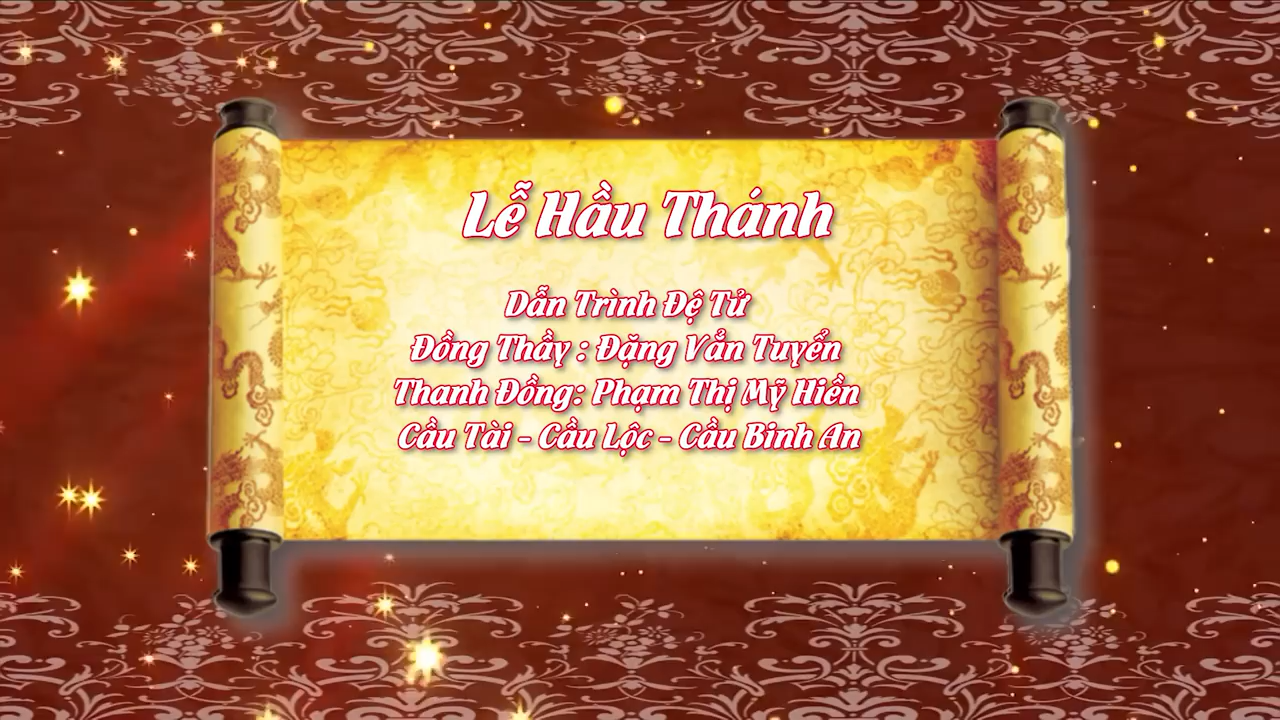 Lễ Hầu Thánh
Dẫn Trình Đệ Tử
Đồng Thầy : Đặng Vẳn Tuyển
Thanh Đồng: Phạm Thị Mỹ Hiền
Cầu Tài - Cầu Lộc - Cầu Binh An